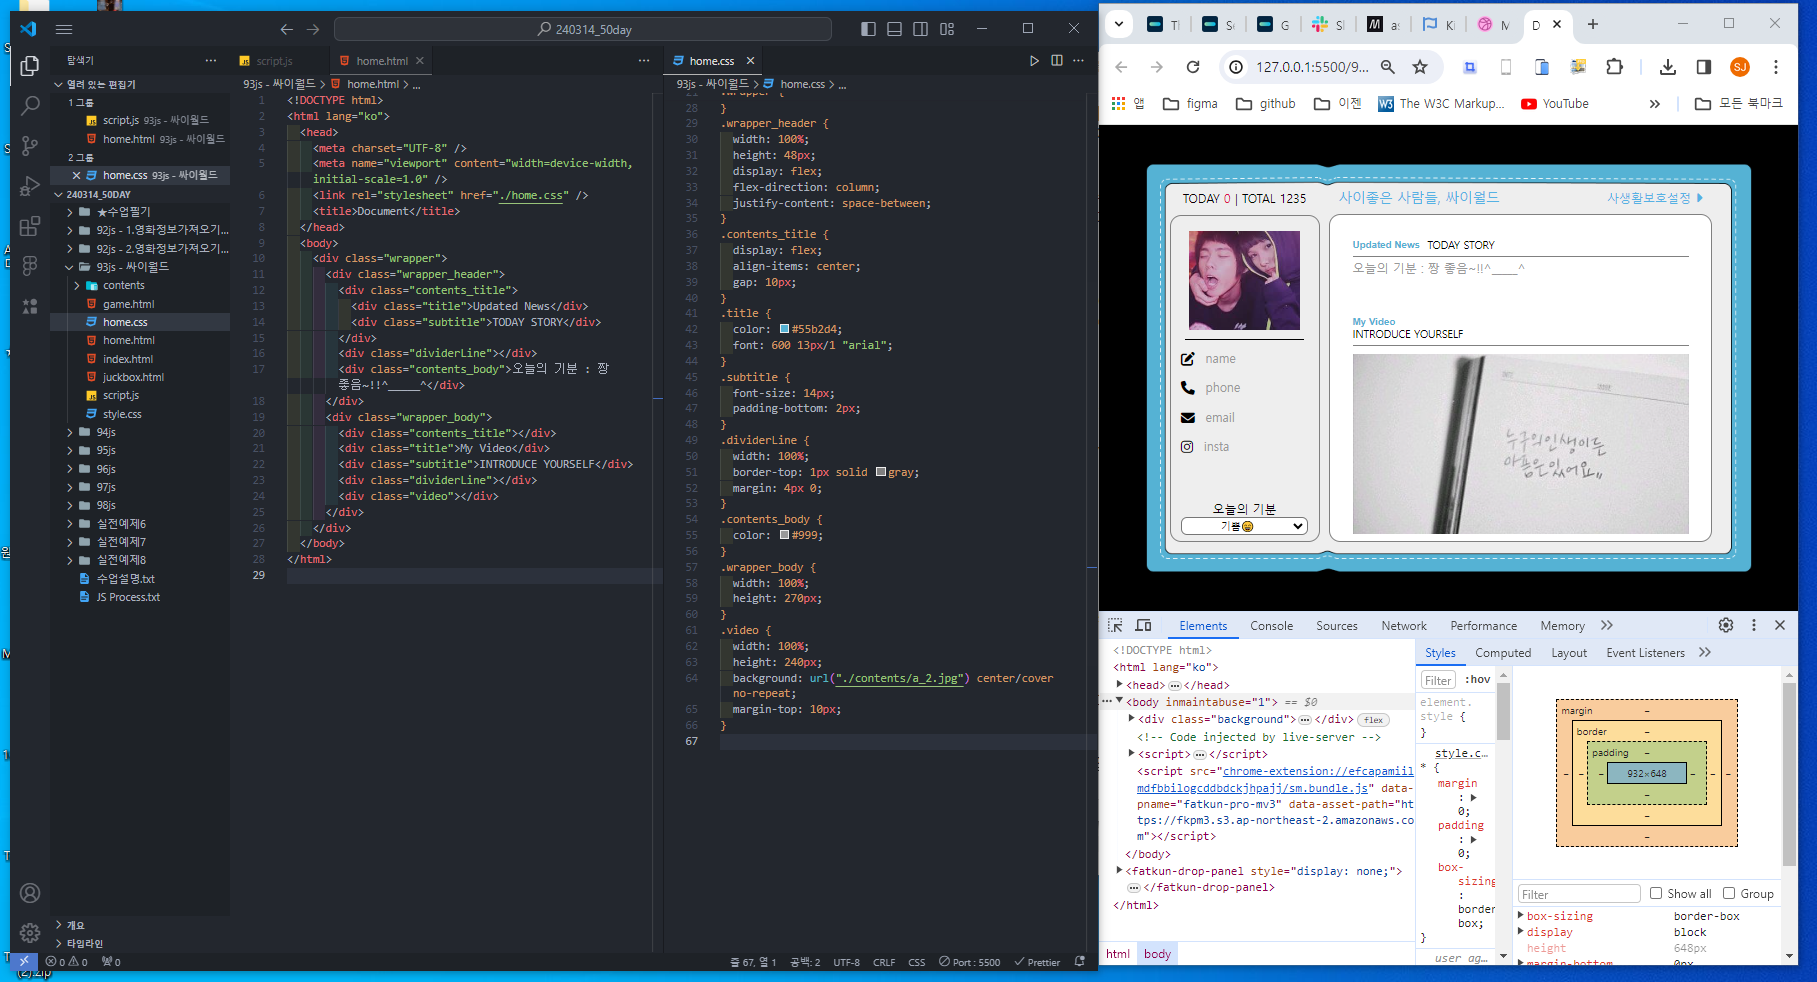 240314_50day
탐색기
열려 있는 편집기
1 그룹
script.js 93js - 싸이월드
home.html 93js - 싸이월드
2 그룹
home.css 93js - 싸이월드
240314_50DAY
★수업필기
92js - 1.영화정보가져오기...
92js - 2.영화정보가져오기...
93js - 싸이월드
contents
game.html
home.css
home.html
index.html
juckbox.html
script.js
style.css
94js
95js
96js
97js
98js
실전예제6
실전예제7
실전예제8
수업설명.txt
JS Process.txt
개요
타임라인
script.js
home.html
93js - 싸이월드 > home.html > ...
1 <!DOCTYPE html>
2 <html lang="ko">
3 <head>
4 <meta charset="UTF-8" />
5 <meta name="viewport" content="width=device-width,
initial-scale=1.0" />
6 <link rel="stylesheet" href="./home.css" />
7 <title>Document</title>
8 </head>
9 <body>
10 <div class="wrapper">
11 <div class="wrapper_header">
12 <div class="contents_title">
13 <div class="title">Updated News</div>
14 <div class="subtitle">TODAY STORY</div>
15 </div>
16 <div class="dividerLine"></div>
17 <div class="contents_body">오늘의 기분 : 짱
좋음~!!^_____^</div>
18 </div>
19 <div class="wrapper_body">
20 <div class="contents_title"></div>
21 <div class="title">My Video</div>
22 <div class="subtitle">INTRODUCE YOURSELF</div>
23 <div class="dividerLine"></div>
24 <div class="video"></div>
25 </div>
26 </div>
27 </body>
28 </html>
29
home.css
93js - 싸이월드 > home.css > ...
21 .wrapper {
28 }
29 .wrapper_header {
30 width: 100%;
31 height: 48px;
32 display: flex;
33 flex-direction: column;
34 justify-content: space-between;
35 }
36 .contents_title {
37 display: flex;
38 align-items: center;
39 gap: 10px;
40 }
41 .title {
42 color: #55b2d4;
43 font: 600 13px/1 "arial";
44 }
45 .subtitle {
46 font-size: 14px;
47 padding-bottom: 2px;
48 }
49 .dividerLine {
50 width: 100%;
51 border-top: 1px solid gray;
52 margin: 4px 0;
53 }
54 .contents_body {
55 color: #999;
56 }
57 .wrapper_body {
58 width: 100%;
59 height: 270px;
60 }
61 .video {
62 width: 100%;
63 height: 240px;
64 background: url("./contents/a_2.jpg") center/cover
no-repeat;
65 margin-top: 10px;
66 }
67
0 0 0
줄 67, 열 1 공백: 2 UTF-8 CRLF CSS Port : 5500 Prettier
(2).zip
127.0.0.1:5500/9...
SJ
앱 figma github 이젠 The W3C Markup... YouTube 모든 북마크
TODAY 0 | TOTAL 1235
사이좋은 사람들, 싸이월드
사생활보호설정
name
phone
email
insta
오늘의 기분
기쁨
Updated News TODAY STORY
오늘의 기분 : 짱 좋음~!!^_____^
My Video
INTRODUCE YOURSELF
누구의 인생이든
아픔은 있어요,,
Elements Console Sources Network Performance Memory
<!DOCTYPE html>
<html lang="ko">
<head> </head>
<body inmaintabuse="1"> == $0
<div class="background"> </div> flex
<!-- Code injected by live-server -->
<script> </script>
<script src="chrome-extension://efcapamiil
mdfbbilogcddbdckjhpajj/sm.bundle.js" data-
pname="fatkun-pro-mv3" data-asset-path="ht
tps://fkpm3.s3.ap-northeast-2.amazonaws.co
m"></script>
</body>
<fatkun-drop-panel style="display: none;">
</fatkun-drop-panel>
</html>
html body
Styles Computed Layout Event Listeners
Filter :hov
element.
style {
}
style.c…
* {
margin
:
0;
padding
:
0;
box-
sizing
:
border
box;
}
user ag…
margin
border
padding
932×648
Filter Show all Group
box-sizing border-box
display block
height 648px
margin-bottom 0px